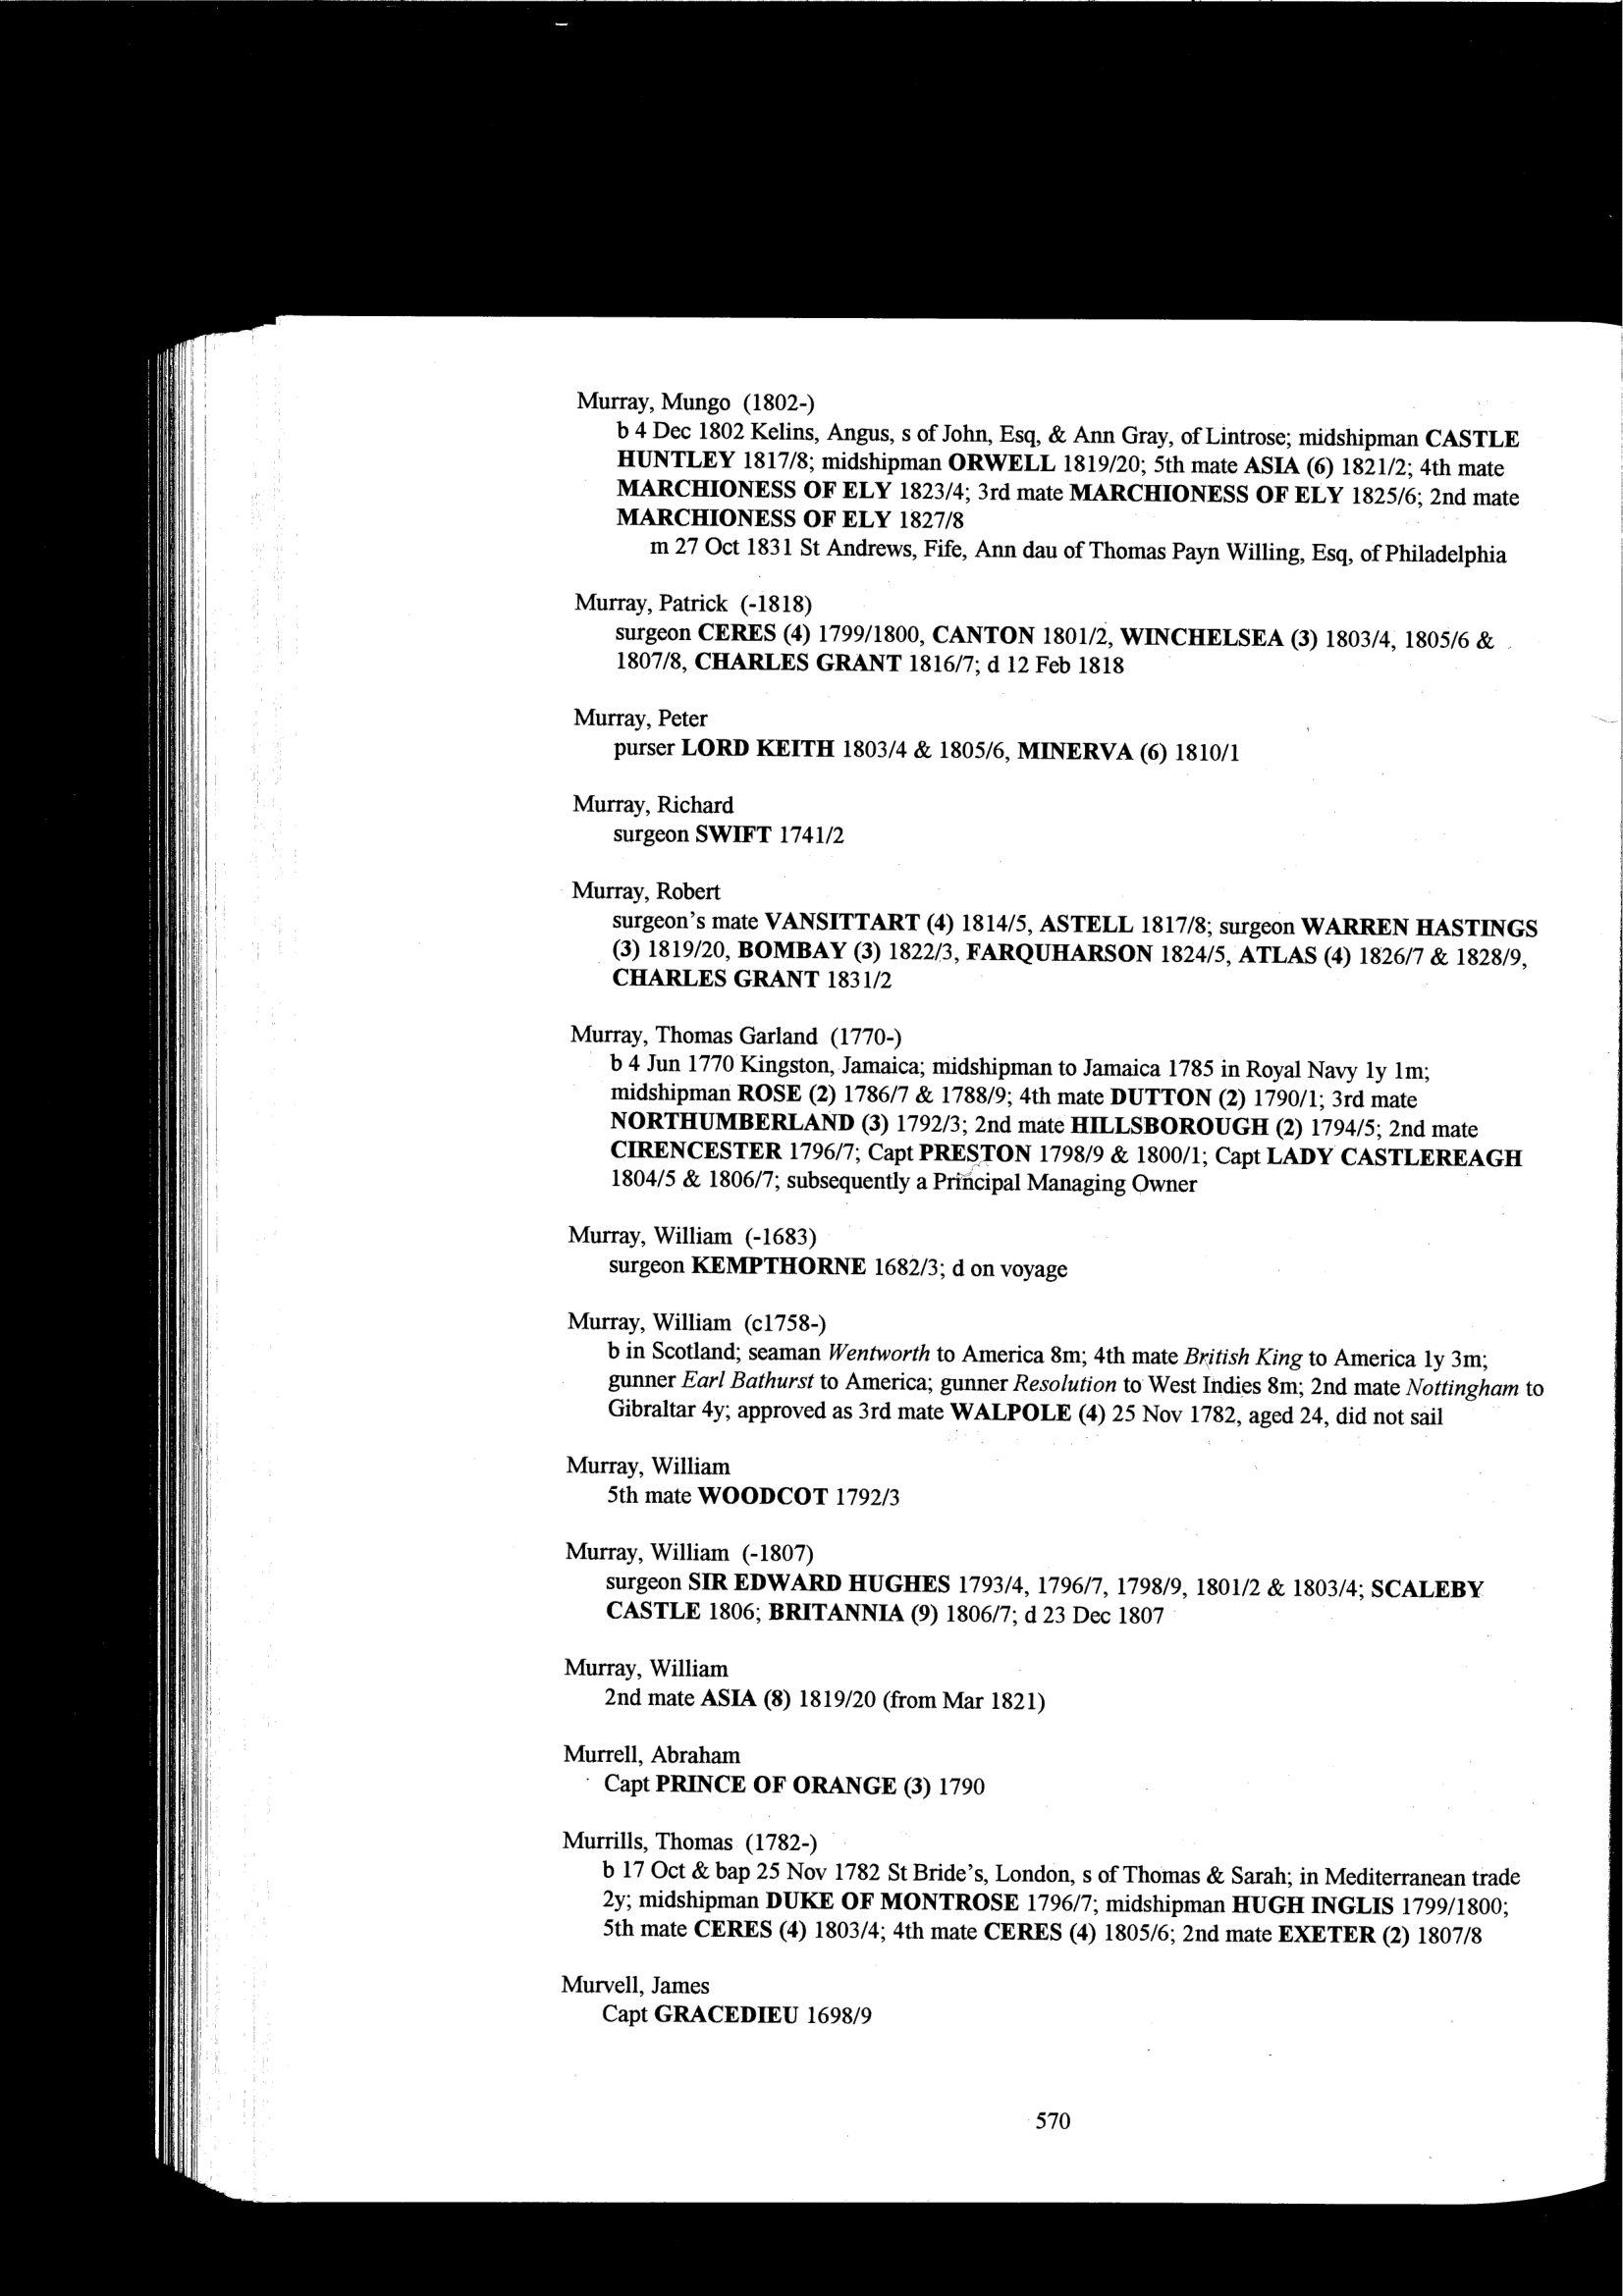 Murray, Mungo (1802-)
b 4 Dec 1802 Kelins, Angus, s of John, Esq, & Ann Gray, of Lintrose; midshipman CASTLE
HUNTLEY 1817/8; midshipman ORWELL 1819/20; 5th mate ASIA (6) 1821/2; 4th mate
MARCHIONESS OF ELY 1823/4; 3rd mate MARCHIONESS OF ELY 1825/6; 2nd mate
MARCHIONESS OF ELY 1827/8
m 27 Oct 1831 St Andrews, Fife, Ann dau of Thomas Payn Willing, Esq, of Philadelphia
Murray, Patrick (-1818)
surgeon CERES (4) 1799/1800, CANTON 1801/2, WINCHELSEA (3) 1803/4, 1805/6 &
1807/8, CHARLES GRANT 1816/7; d 12 Feb 1818
Murray, Peter
purser LORD KEITH 1803/4 & 1805/6, MINERVA (6) 1810/1
Murray, Richard
surgeon SWIFT 1741/2
Murray, Robert
surgeon's mate VANSITTART (4) 1814/5, ASTELL 1817/8; surgeon WARREN HASTINGS
(3) 1819/20, BOMBAY (3) 1822/3, FARQUHARSON 1824/5, ATLAS (4) 1826/7 & 1828/9,
CHARLES GRANT 1831/2
Murray, Thomas Garland (1770-)
b 4 Jun 1770 Kingston, Jamaica; midshipman to Jamaica 1785 in Royal Navy 1y 1m;
midshipman ROSE (2) 1786/7 & 1788/9; 4th mate DUTTON (2) 1790/1; 3rd mate
NORTHUMBERLAND (3) 1792/3; 2nd mate HILLSBOROUGH (2) 1794/5; 2nd mate
CIRENCESTER 1796/7; Capt PRESTON 1798/9 & 1800/1; Capt LADY CASTLEREAGH
1804/5 & 1806/7; subsequently a Principal Managing Owner
Murray, William (-1683)
surgeon KEMPTHORNE 1682/3; d on voyage
Murray, William (c1758-)
b in Scotland; seaman Wentworth to America 8m; 4th mate British King to America 1y 3m;
gunner Earl Bathurst to America; gunner Resolution to West Indies 8m; 2nd mate Nottingham to
Gibraltar 4y; approved as 3rd mate WALPOLE (4) 25 Nov 1782, aged 24, did not sail
Murray, William
5th mate WOODCOT 1792/3
Murray, William (-1807)
surgeon SIR EDWARD HUGHES 1793/4, 1796/7, 1798/9, 1801/2 & 1803/4; SCALEBY
CASTLE 1806; BRITANNIA (9) 1806/7; d 23 Dec 1807
Murray, William
2nd mate ASIA (8) 1819/20 (from Mar 1821)
Murrell, Abraham
Capt PRINCE OF ORANGE (3) 1790
Murrills, Thomas (1782-)
b 17 Oct & bap 25 Nov 1782 St Bride's, London, s of Thomas & Sarah; in Mediterranean trade
2y; midshipman DUKE OF MONTROSE 1796/7; midshipman HUGH INGLIS 1799/1800;
5th mate CERES (4) 1803/4; 4th mate CERES (4) 1805/6; 2nd mate EXETER (2) 1807/8
Murvell, James
Capt GRACEDIEU 1698/9
570